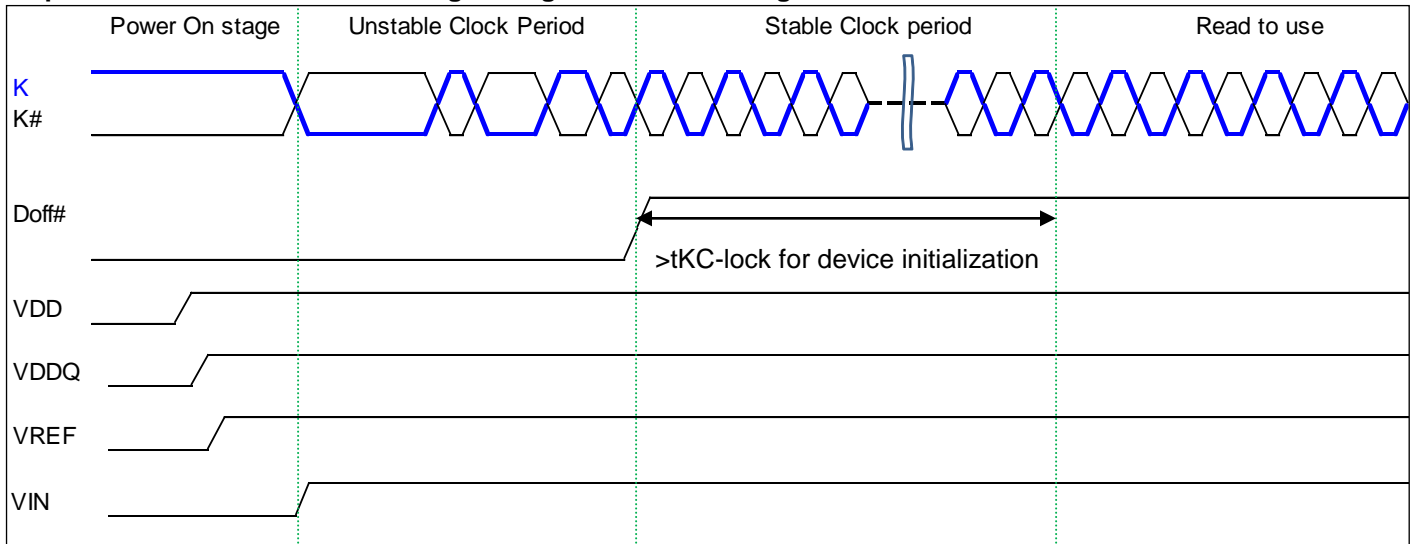 Power On stage
Unstable Clock Period
Stable Clock period
Read to use
K
K#
Doff#
>tKC-lock for device initialization
VDD
VDDQ
VREF
VIN